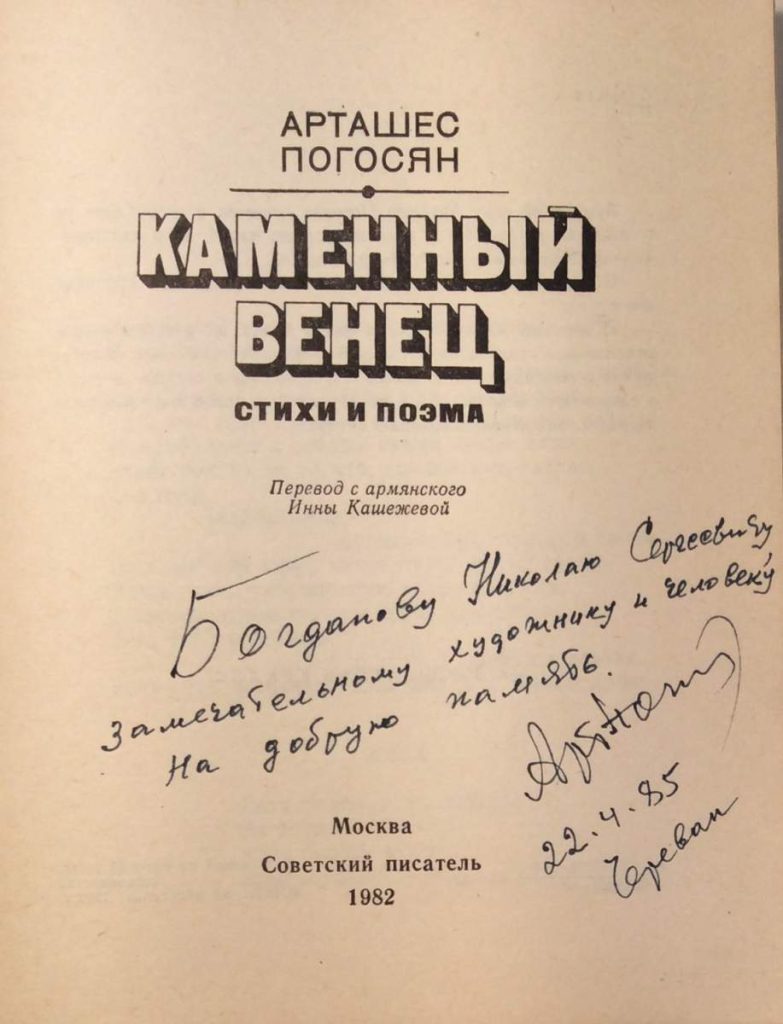 АРТАШЕС
ПОГОСЯН
КАМЕННЫЙ
ВЕНЕЦ
СТИХИ И ПОЭМА
Перевод с армянского
Инны Кашежевой
Богданову Николаю Сергеевичу
замечательному художнику и человеку
на добрую память.
22.4.85
Ереван
Москва
Советский писатель
1982